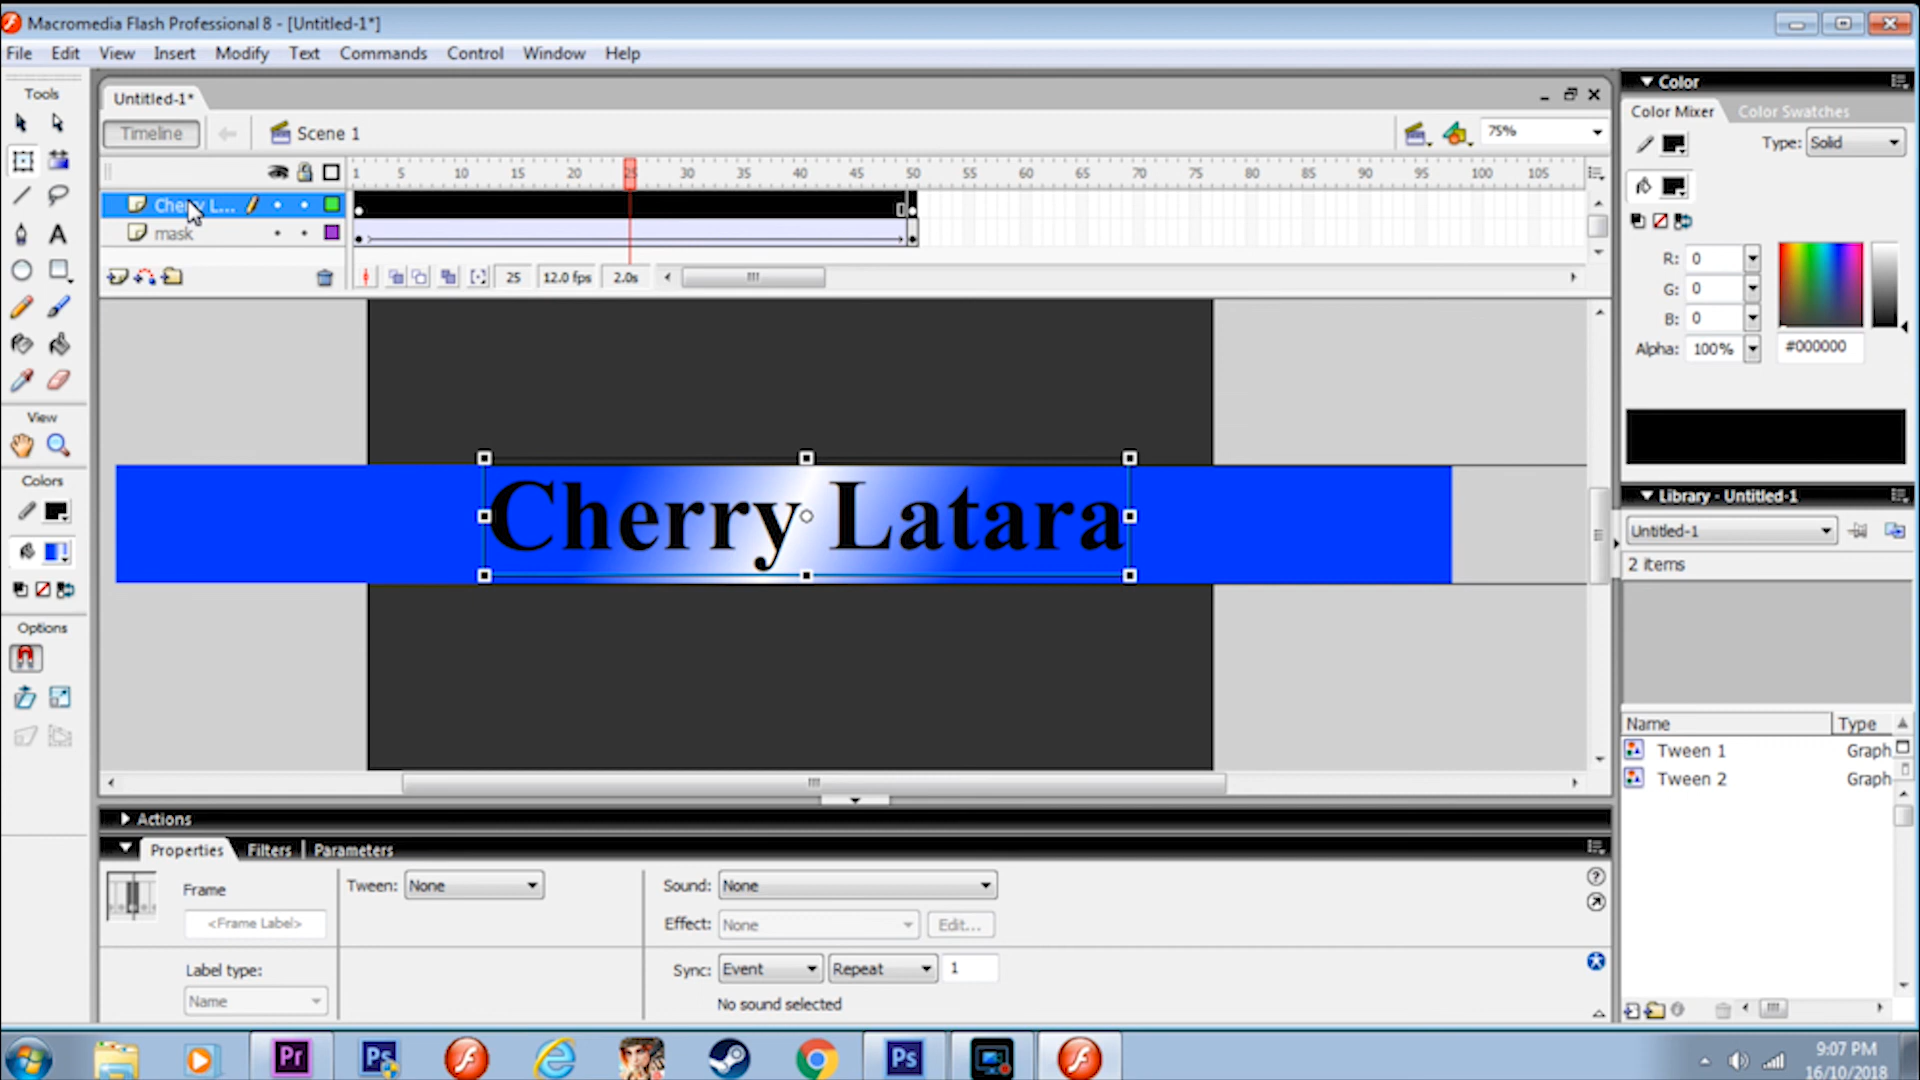 Macromedia Flash Professional 8 - [Untitled-1*]
File Edit View Insert Modify Text Commands Control Window Help
Tools
Untitled-1*
Timeline
Scene 1
75%
1 5 10 15 20 25 30 35 40 45 50 55 60 65 70 75 80 85 90 95 100 105
Cherry L...
mask
25 12.0 fps 2.0s
Cherry Latara
View
Colors
Options
Actions
Properties Filters Parameters
Frame
<Frame Label>
Label type:
Name
Tween: None
Sound: None
Effect: None Edit...
Sync: Event Repeat 1
No sound selected
Color
Color Mixer Color Swatches
Type: Solid
R: 0
G: 0
B: 0
Alpha: 100% #000000
Library - Untitled-1
Untitled-1
2 items
Name Type
Tween 1 Graph
Tween 2 Graph
Pr Ps Ps
9:07 PM
16/10/2018